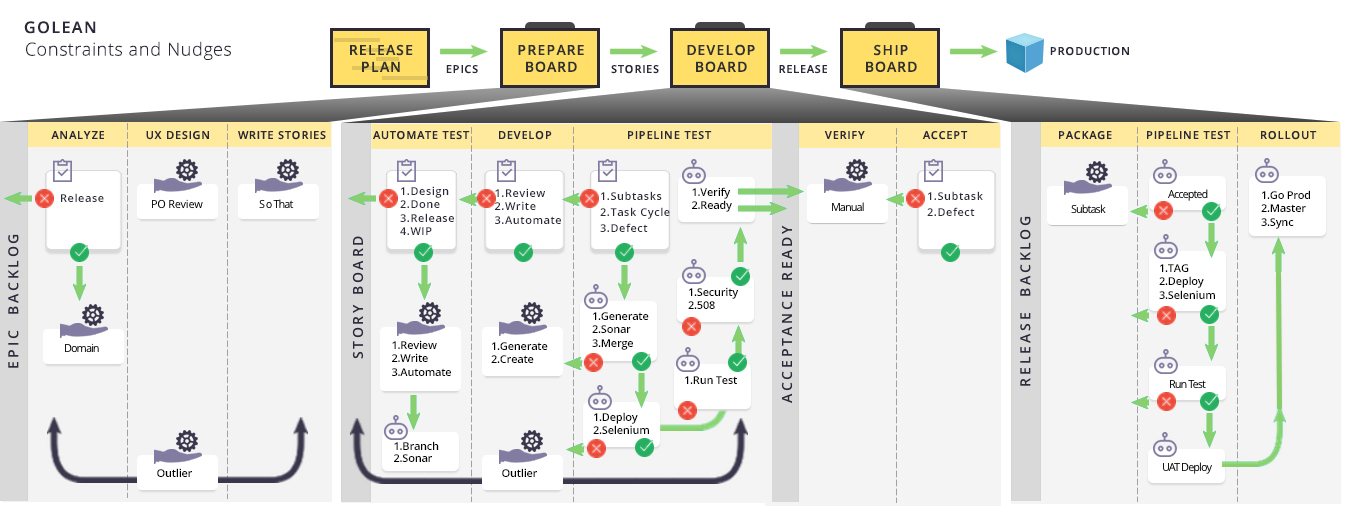 GOLEAN
Constraints and Nudges
RELEASE
PLAN
EPICS
PREPARE
BOARD
STORIES
DEVELOP
BOARD
RELEASE
SHIP
BOARD
PRODUCTION
EPIC BACKLOG
ANALYZE
UX DESIGN
WRITE STORIES
Release
PO Review
So That
Domain
Outlier
STORY BOARD
AUTOMATE TEST
DEVELOP
PIPELINE TEST
1.Design
2.Done
3.Release
4.WIP
1.Review
2.Write
3.Automate
1.Subtasks
2.Task Cycle
3.Defect
1.Verify
2.Ready
1.Review
2.Write
3.Automate
1.Generate
2.Create
1.Generate
2.Sonar
3.Merge
1.Security
2.508
1.Run Test
1.Branch
2.Sonar
Outlier
1.Deploy
2.Selenium
ACCEPTANCE READY
VERIFY
ACCEPT
Manual
1.Subtask
2.Defect
RELEASE BACKLOG
PACKAGE
PIPELINE TEST
ROLLOUT
Subtask
Accepted
1.TAG
2.Deploy
3.Selenium
Run Test
UAT Deploy
1.Go Prod
2.Master
3.Sync